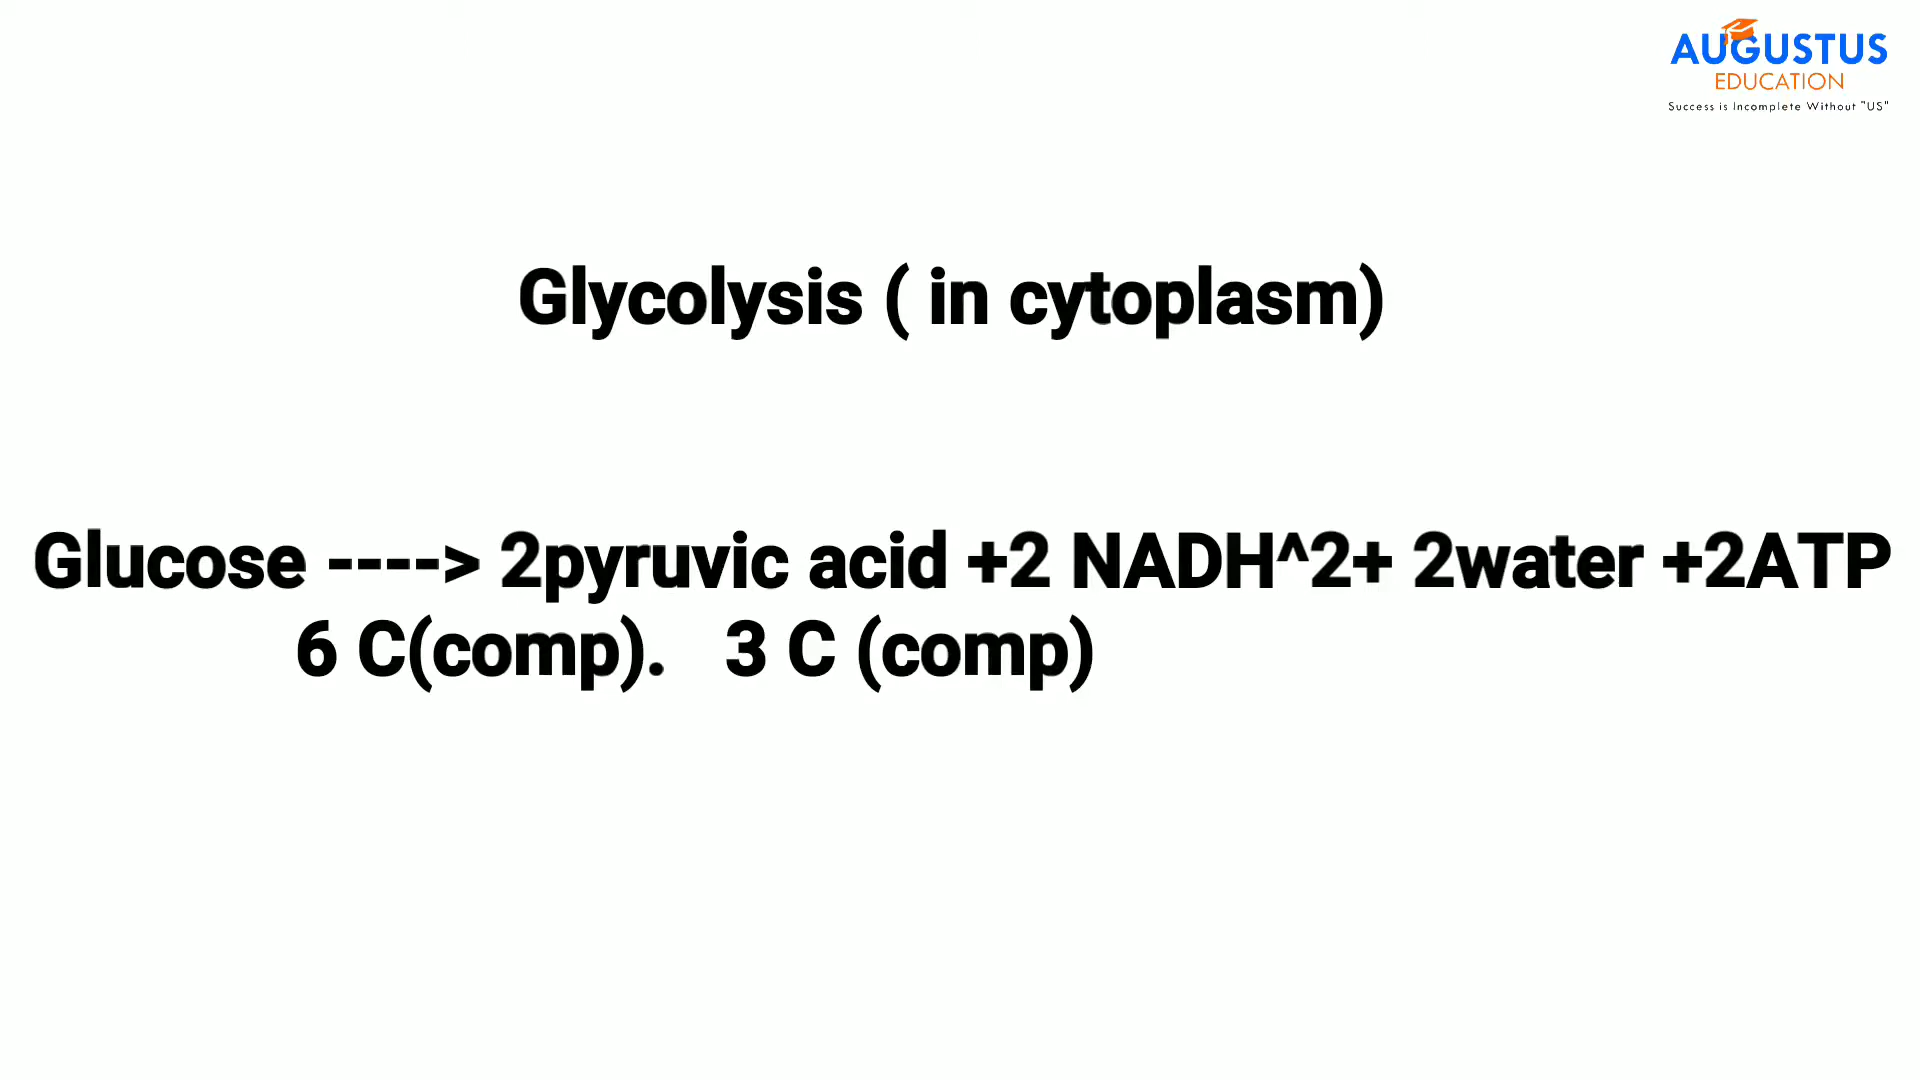 AUGUSTUS
EDUCATION
Success is Incomplete Without "US"
Glycolysis ( in cytoplasm)
Glucose ----> 2pyruvic acid +2 NADH^2+ 2water +2ATP
6 C(comp). 3 C (comp)